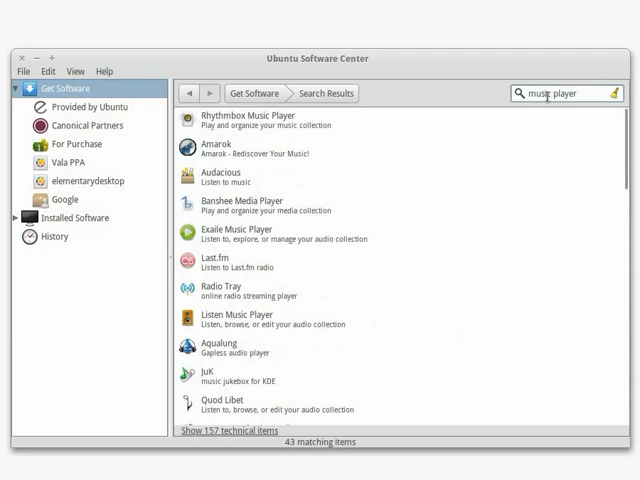 Ubuntu Software Center
File Edit View Help
Get Software
Provided by Ubuntu
Canonical Partners
For Purchase
Vala PPA
elementarydesktop
Google
Installed Software
History
Get Software Search Results
music player
Rhythmbox Music Player
Play and organize your music collection
Amarok
Amarok - Rediscover Your Music!
Audacious
Listen to music
Banshee Media Player
Play and organize your media collection
Exaile Music Player
Listen to, explore, or manage your audio collection
Last.fm
Listen to Last.fm radio
Radio Tray
online radio streaming player
Listen Music Player
Listen, browse, or edit your audio collection
Aqualung
Gapless audio player
JuK
music jukebox for KDE
Quod Libet
Listen to, browse, or edit your audio collection
Show 157 technical items
43 matching items